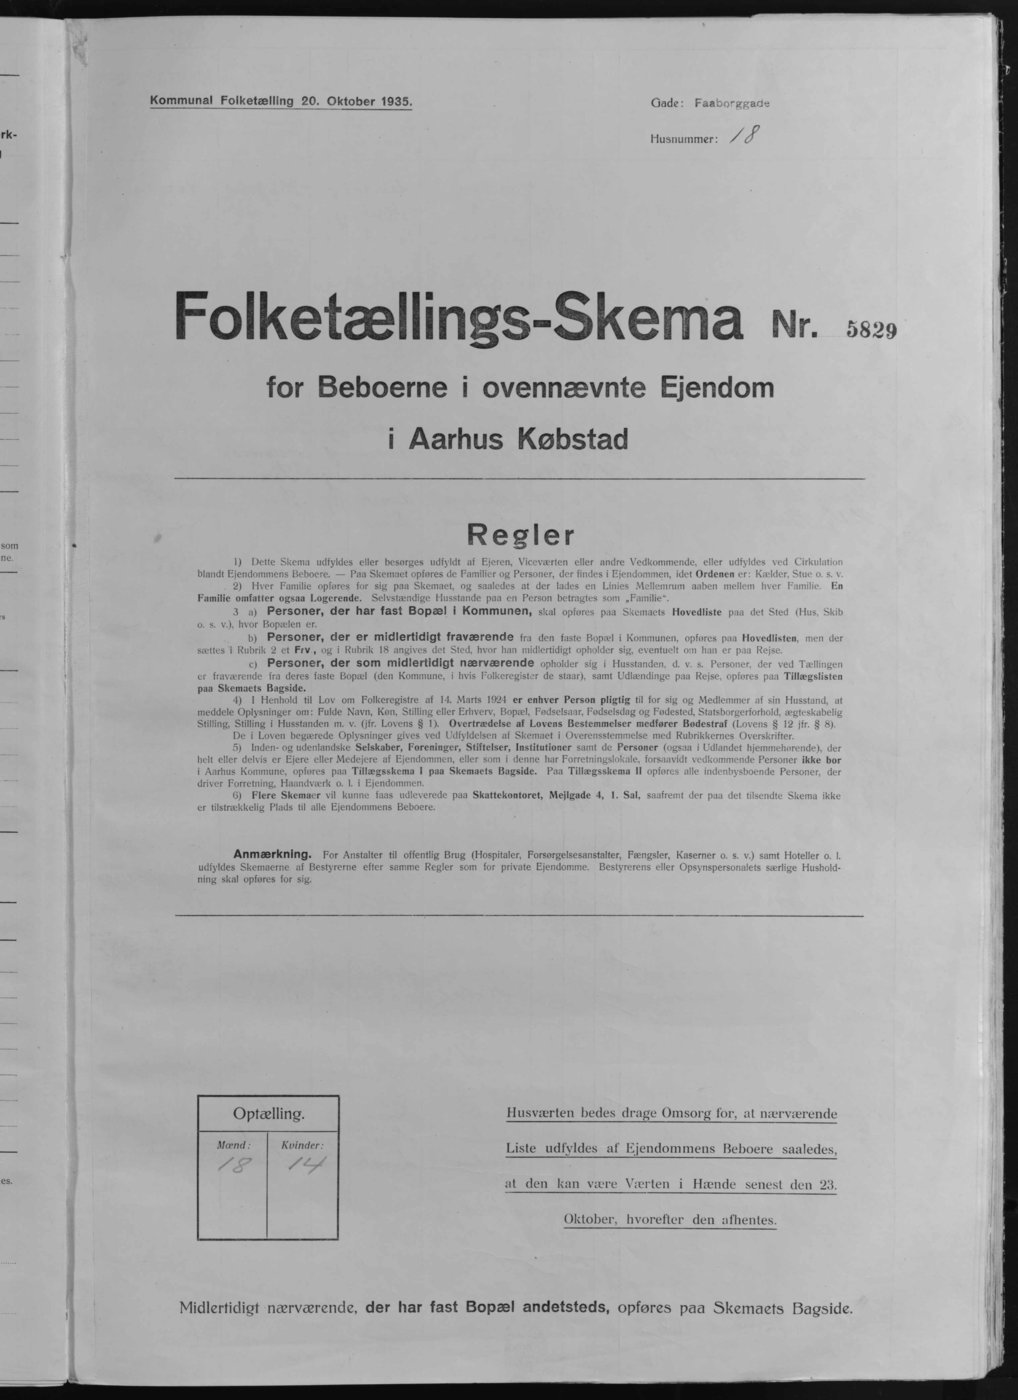 Kommunal Folketælling 20. Oktober 1935.
Gade: Faaborggade
Husnummer: 18
Folketællings-Skema Nr. 5829
for Beboerne i ovennævnte Ejendom
i Aarhus Købstad
Regler
1) Dette Skema udfyldes eller besørges udfyldt af Ejeren, Viceværten eller andre Vedkommende, eller udfyldes ved Cirkulation
blandt Ejendommens Beboere. — Paa Skemaet opføres de Familier og Personer, der findes i Ejendommen, idet Ordenen er: Kælder, Stue o. s. v.
2) Hver Familie opføres for sig paa Skemaet, og saaledes at der lades en Linies Mellemrum aaben mellem hver Familie. En
Familie omfatter ogsaa Logerende. Selvstændige Husstande paa en Person betragtes som „Familie".
3 a) Personer, der har fast Bopæl i Kommunen, skal opføres paa Skemaets Hovedliste paa det Sted (Hus, Skib
o. s. v.), hvor Bopælen er.
b) Personer, der er midlertidigt fraværende fra den faste Bopæl i Kommunen, opføres paa Hovedlisten, men der
sættes i Rubrik 2 et Frv., og i Rubrik 18 angives det Sted, hvor han midlertidigt opholder sig, eventuelt om han er paa Rejse.
c) Personer, der som midlertidigt nærværende opholder sig i Husstanden, d. v. s. Personer, der ved Tællingen
er fraværende fra deres faste Bopæl (den Kommune, i hvis Folkeregister de staar), samt Udlændinge paa Rejse, opføres paa Tillægslisten
paa Skemaets Bagside.
4) I Henhold til Lov om Folkeregistre af 14. Marts 1924 er enhver Person pligtig til for sig og Medlemmer af sin Husstand, at
meddele Oplysninger om: Fulde Navn, Køn, Stilling eller Erhverv, Bopæl, Fødselsaar, Fødselsdag og Fødested, Statsborgerforhold, ægteskabelig
Stilling, Stilling i Husstanden m. v. (jfr. Lovens § 1). Overtrædelse af Lovens Bestemmelser medfører Bødestraf (Lovens § 12 jfr. § 8).
De i Loven begærede Oplysninger gives ved Udfyldelsen af Skemaet i Overensstemmelse med Rubrikkernes Overskrifter.
5) Inden- og udenlandske Selskaber, Foreninger, Stiftelser, Institutioner samt de Personer (ogsaa i Udlandet hjemmehørende), der
helt eller delvis er Ejere eller Medejere af Ejendommen, eller som i denne har Forretningslokale, forsaavidt vedkommende Personer ikke bor
i Aarhus Kommune, opføres paa Tillægsskema I paa Skemaets Bagside. Paa Tillægsskema II opføres alle indenbysboende Personer, der
driver Forretning, Haandværk o. l. i Ejendommen.
6) Flere Skemaer vil kunne faas udleverede paa Skattekontoret, Mejlgade 4, 1. Sal, saafremt der paa det tilsendte Skema ikke
er tilstrækkelig Plads til alle Ejendommens Beboere.
Anmærkning. For Anstalter til offentlig Brug (Hospitaler, Forsørgelsesanstalter, Fængsler, Kaserner o. s. v.) samt Hoteller o. l.
udfyldes Skemaerne af Bestyrerne efter samme Regler som for private Ejendomme. Bestyrerens eller Opsynspersonalets særlige Hushold-
ning skal opføres for sig.
Optælling.
Mænd: Kvinder:
18 14
Husværten bedes drage Omsorg for, at nærværende
Liste udfyldes af Ejendommens Beboere saaledes,
at den kan være Værten i Hænde senest den 23.
Oktober, hvorefter den afhentes.
Midlertidigt nærværende, der har fast Bopæl andetsteds, opføres paa Skemaets Bagside.
rk-
som
ne.
es.